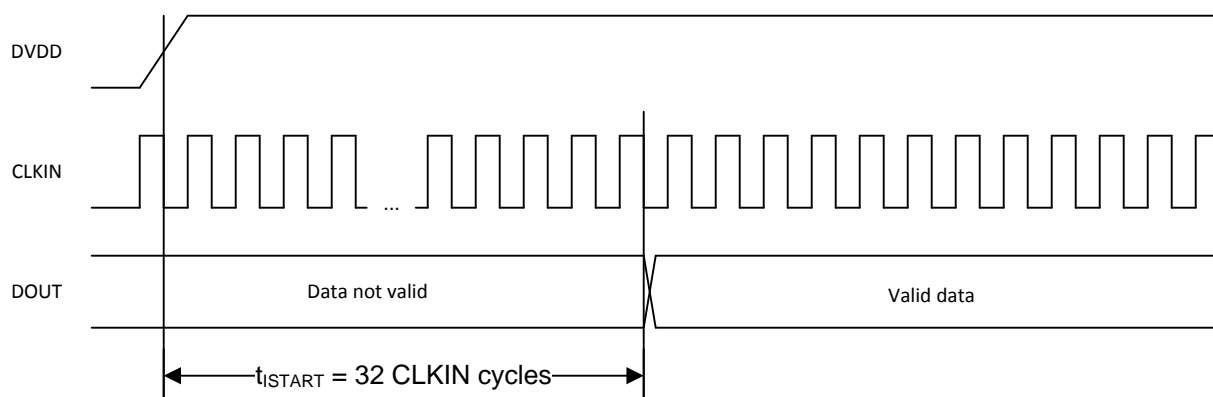 DVDD
CLKIN
...
DOUT
Data not valid
Valid data
tISTART = 32 CLKIN cycles